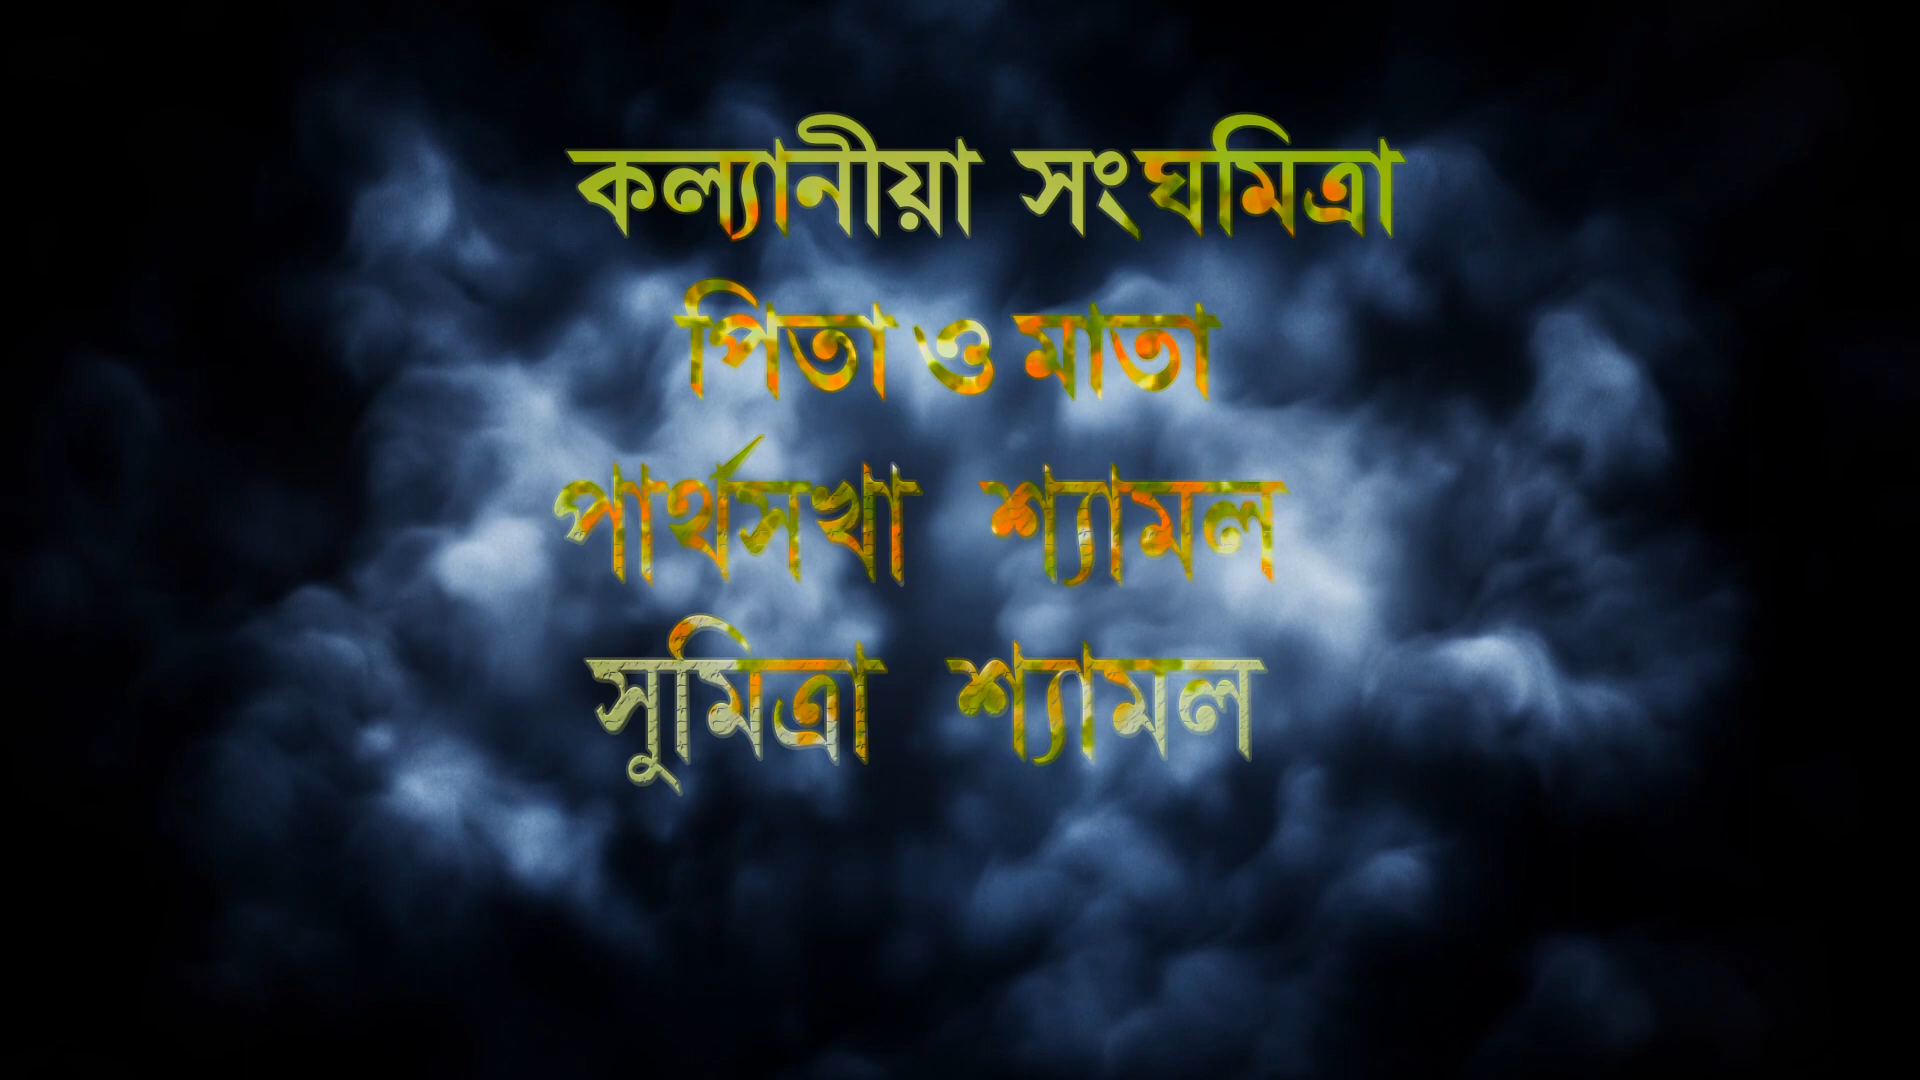 কল্যানীয়া সংঘমিত্রা
পিতা ও মাতা
পার্থসখা শ্যামল
সুমিত্রা শ্যামল